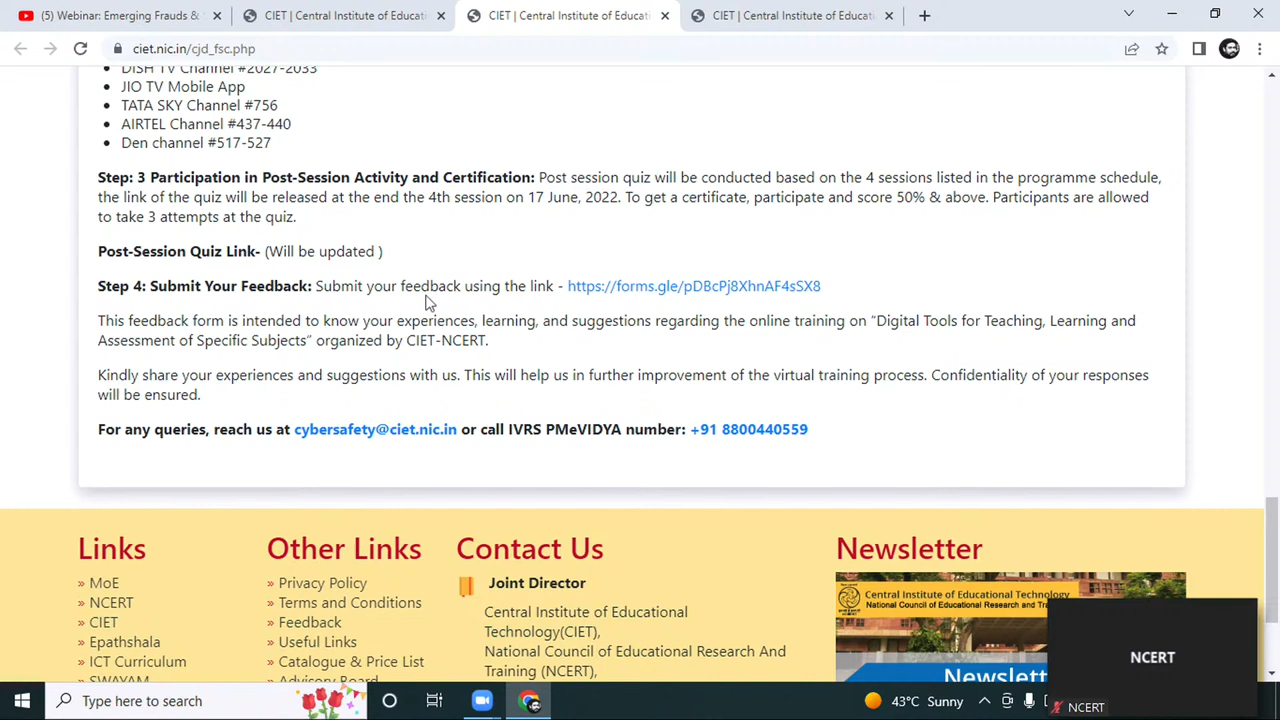 (5) Webinar: Emerging Frauds &
CIET | Central Institute of Educati
CIET | Central Institute of Educati
CIET | Central Institute of Educati
ciet.nic.in/cjd_fsc.php
DISH TV Channel #2027-2033
JIO TV Mobile App
TATA SKY Channel #756
AIRTEL Channel #437-440
Den channel #517-527
Step: 3 Participation in Post-Session Activity and Certification: Post session quiz will be conducted based on the 4 sessions listed in the programme schedule,
the link of the quiz will be released at the end the 4th session on 17 June, 2022. To get a certificate, participate and score 50% & above. Participants are allowed
to take 3 attempts at the quiz.
Post-Session Quiz Link- (Will be updated )
Step 4: Submit Your Feedback: Submit your feedback using the link - https://forms.gle/pDBcPj8XhnAF4sSX8
This feedback form is intended to know your experiences, learning, and suggestions regarding the online training on “Digital Tools for Teaching, Learning and
Assessment of Specific Subjects” organized by CIET-NCERT.
Kindly share your experiences and suggestions with us. This will help us in further improvement of the virtual training process. Confidentiality of your responses
will be ensured.
For any queries, reach us at cybersafety@ciet.nic.in or call IVRS PMeVIDYA number: +91 8800440559
Links
» MoE
» NCERT
» CIET
» Epathshala
» ICT Curriculum
» SWAYAM
Other Links
» Privacy Policy
» Terms and Conditions
» Feedback
» Useful Links
» Catalogue & Price List
» Advisory Board
Contact Us
Joint Director
Central Institute of Educational
Technology(CIET),
National Council of Educational Research And
Training (NCERT),
Newsletter
Central Institute of Educational Technology
National Council of Educational Research and Tra
Newslett
NCERT
NCERT
Type here to search
43°C Sunny